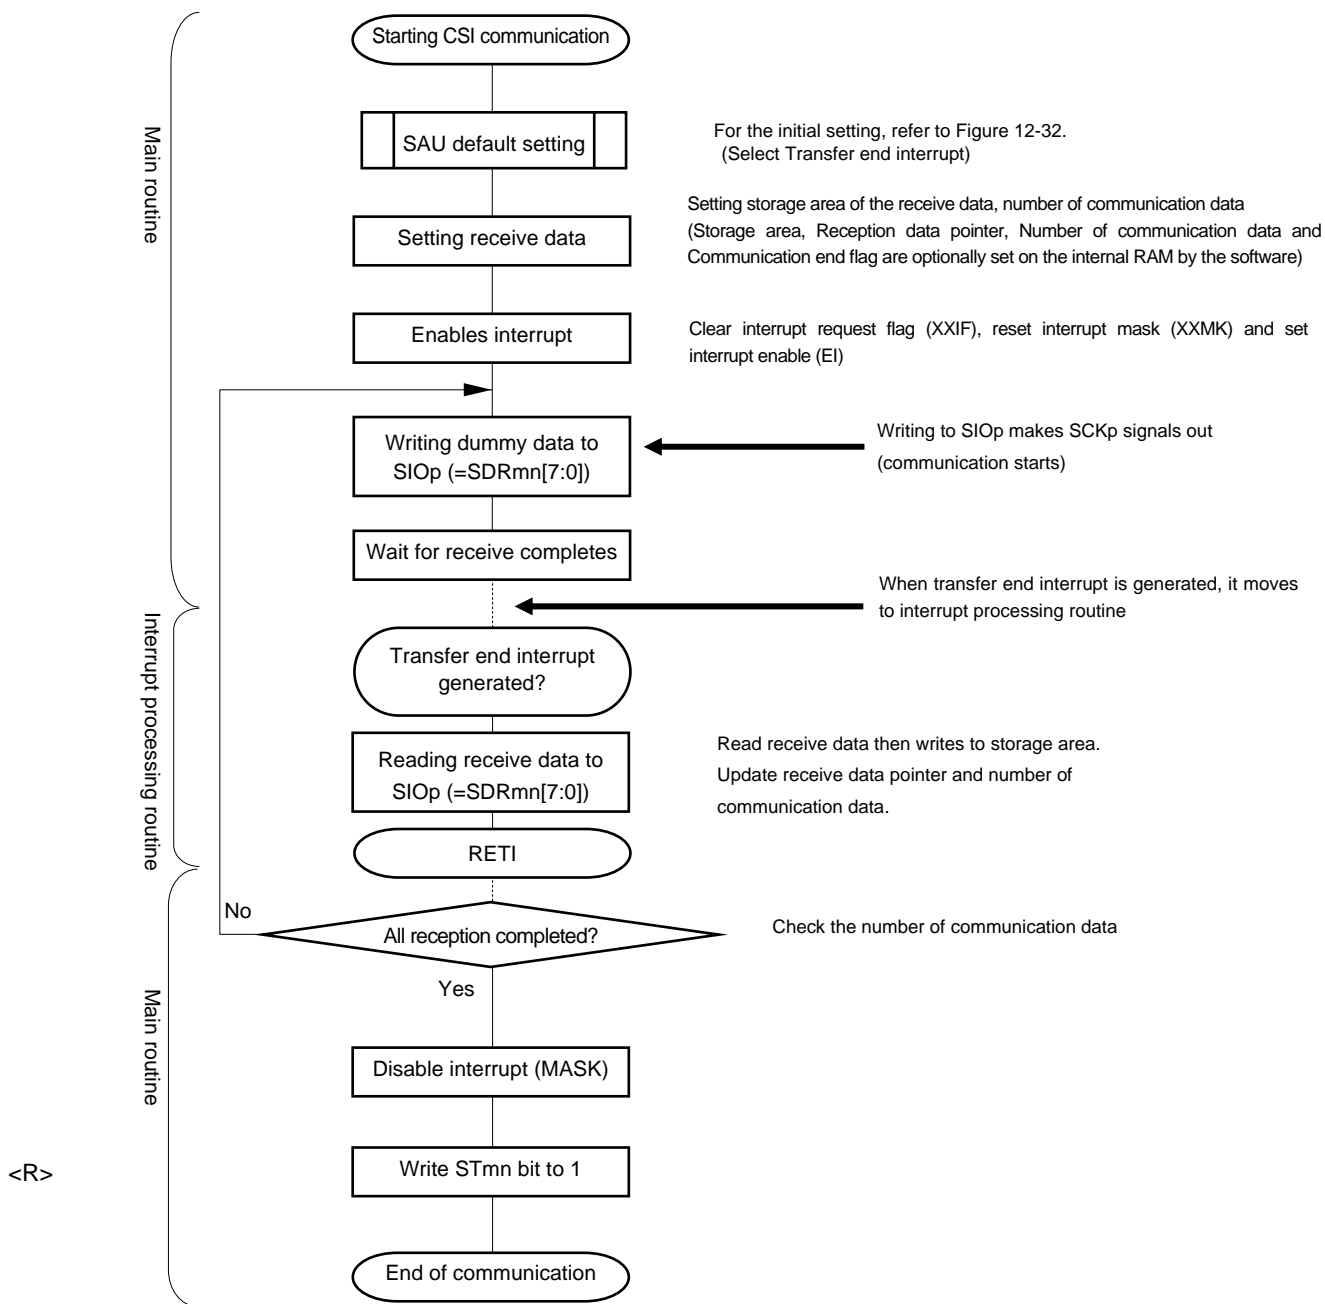 Starting CSI communication
Main routine
SAU default setting
For the initial setting, refer to Figure 12-32.
(Select Transfer end interrupt)
Setting receive data
Setting storage area of the receive data, number of communication data
(Storage area, Reception data pointer, Number of communication data and
Communication end flag are optionally set on the internal RAM by the software)
Enables interrupt
Clear interrupt request flag (XXIF), reset interrupt mask (XXMK) and set
interrupt enable (EI)
Writing dummy data to
SIOp (=SDRmn[7:0])
Writing to SIOp makes SCKp signals out
(communication starts)
Wait for receive completes
When transfer end interrupt is generated, it moves
to interrupt processing routine
Interrupt processing routine
Transfer end interrupt
generated?
Reading receive data to
SIOp (=SDRmn[7:0])
Read receive data then writes to storage area.
Update receive data pointer and number of
communication data.
RETI
No
All reception completed?
Check the number of communication data
Yes
Main routine
Disable interrupt (MASK)
<R>
Write STmn bit to 1
End of communication